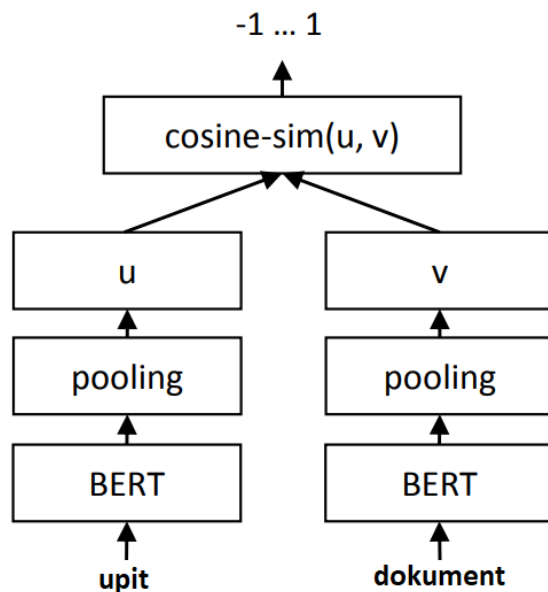 -1 ... 1
cosine-sim(u, v)
u v
pooling pooling
BERT BERT
upit dokument